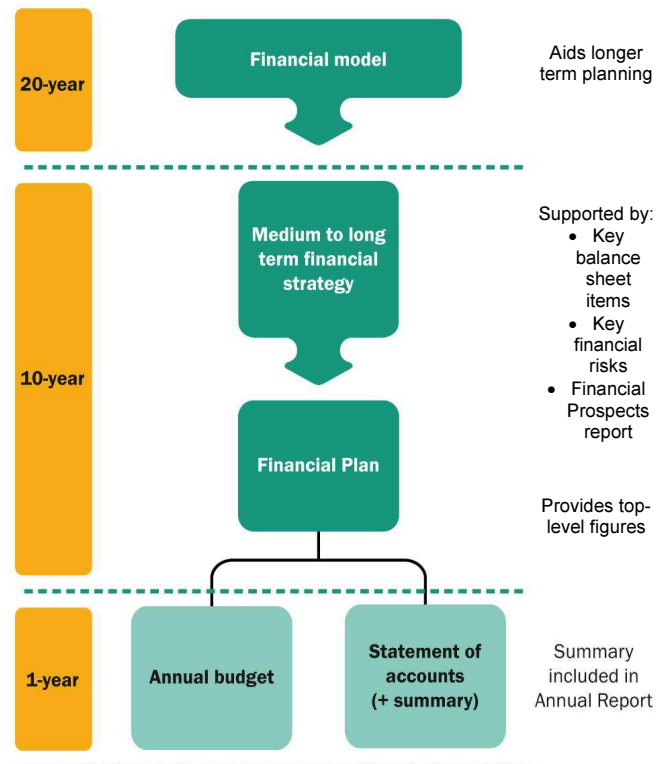 20-year
Financial model
Aids longer
term planning
10-year
Medium to long
term financial
strategy
Supported by:
• Key
balance
sheet
items
• Key
financial
risks
• Financial
Prospects
report
Financial Plan
Provides top-
level figures
1-year
Annual budget
Statement of
accounts
(+ summary)
Summary
included in
Annual Report